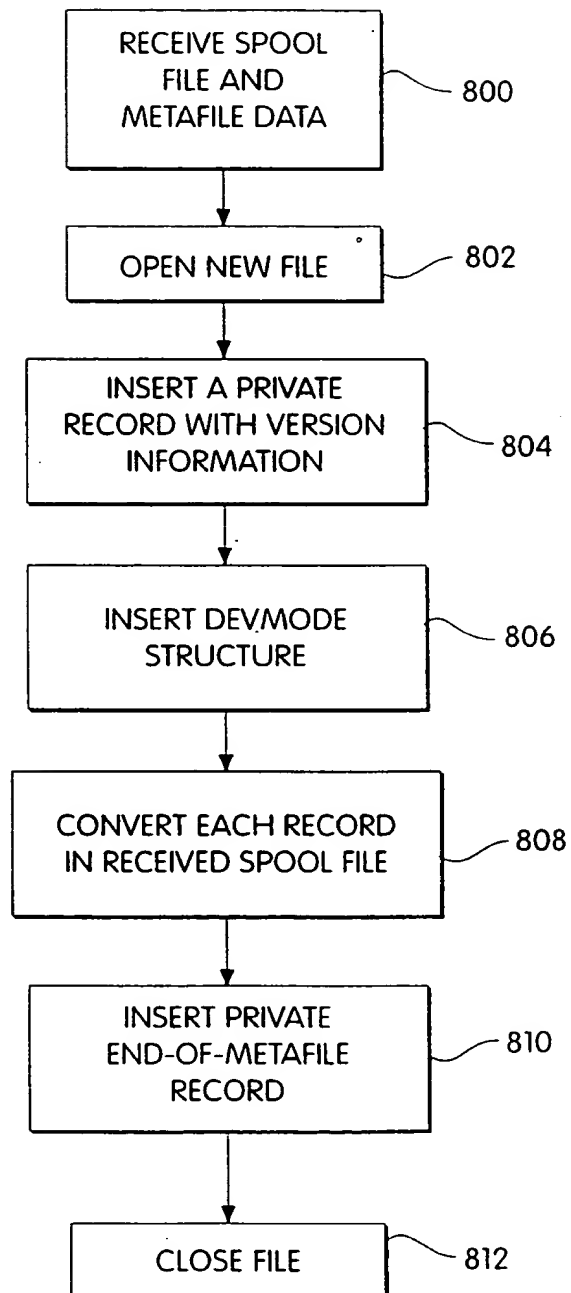 RECEIVE SPOOL
FILE AND
METAFILE DATA
800
OPEN NEW FILE
802
INSERT A PRIVATE
RECORD WITH VERSION
INFORMATION
804
INSERT DEVMODE
STRUCTURE
806
CONVERT EACH RECORD
IN RECEIVED SPOOL FILE
808
INSERT PRIVATE
END-OF-METAFILE
RECORD
810
CLOSE FILE
812